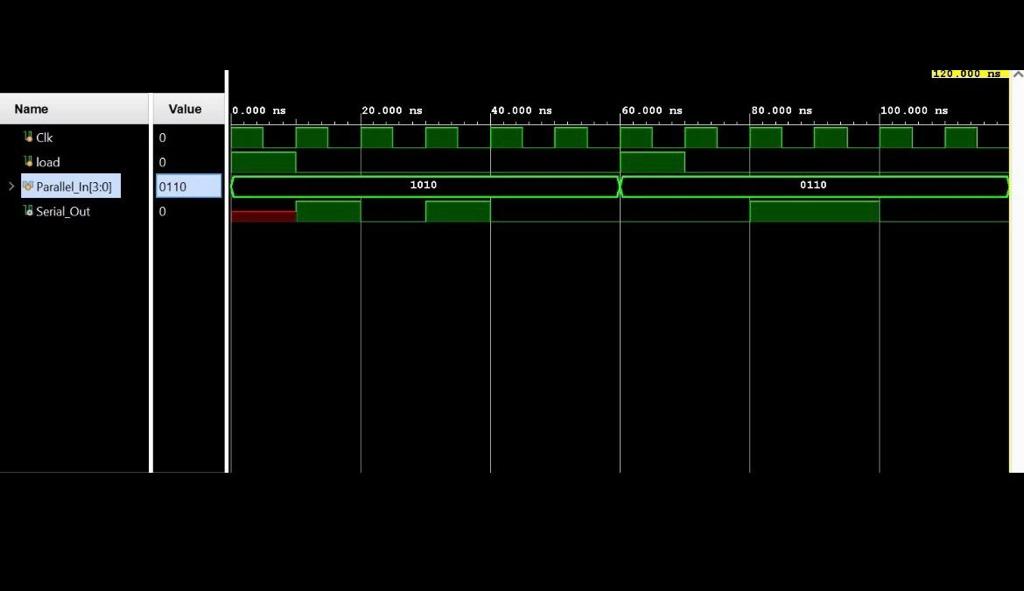 120.000 ns
Name Value
0.000 ns 20.000 ns 40.000 ns 60.000 ns 80.000 ns 100.000 ns
Clk 0
load 0
Parallel_In[3:0] 0110 1010 0110
Serial_Out 0